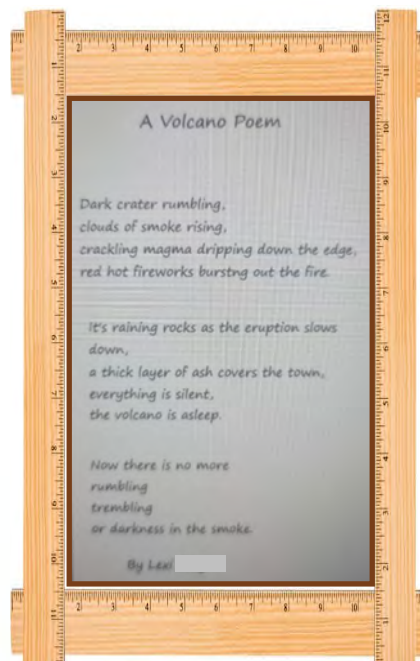 A Volcano Poem
Dark crater rumbling,
clouds of smoke rising,
crackling magma dripping down the edge,
red hot fireworks burstng out the fire.
It's raining rocks as the eruption slows
down,
a thick layer of ash covers the town,
everything is silent,
the volcano is asleep.
Now there is no more
rumbling
trembling
or darkness in the smoke
By Lexi